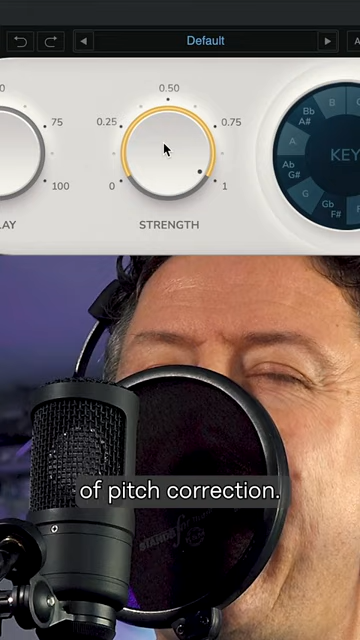 Default
A
0
75
100
LAY
0
0.25
0.50
0.75
1
STRENGTH
B
C
Bb
A#
A
Ab
G#
G
Gb
F#
F
KEY
of pitch correction.